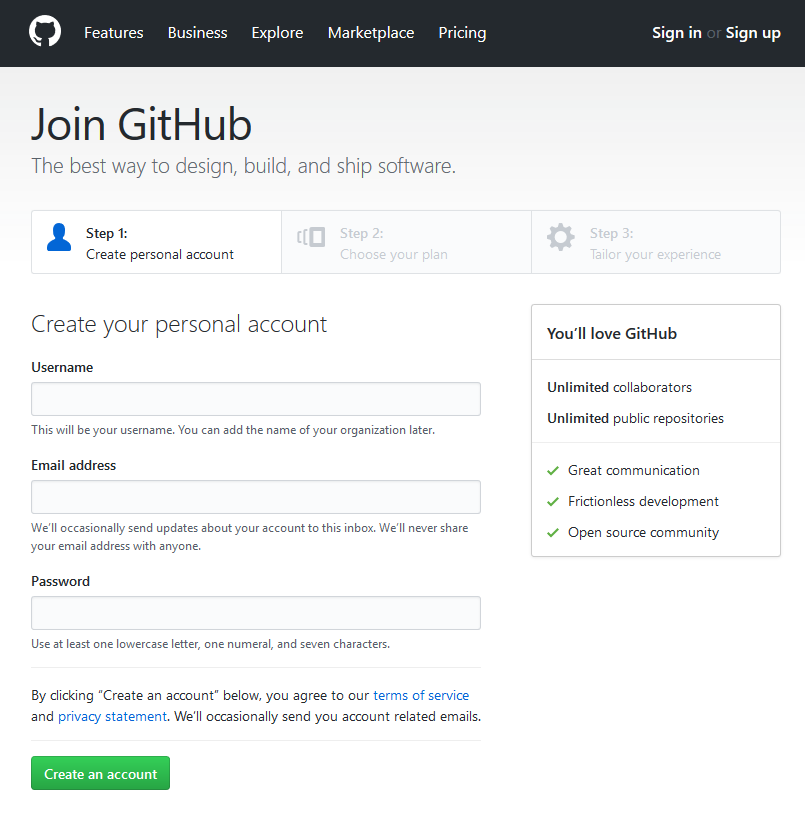 Features Business Explore Marketplace Pricing Sign in or Sign up
Join GitHub
The best way to design, build, and ship software.
Step 1:
Create personal account
Step 2:
Choose your plan
Step 3:
Tailor your experience
Create your personal account
Username
This will be your username. You can add the name of your organization later.
Email address
We’ll occasionally send updates about your account to this inbox. We’ll never share
your email address with anyone.
Password
Use at least one lowercase letter, one numeral, and seven characters.
By clicking “Create an account” below, you agree to our terms of service
and privacy statement. We’ll occasionally send you account related emails.
Create an account
You’ll love GitHub
Unlimited collaborators
Unlimited public repositories
Great communication
Frictionless development
Open source community